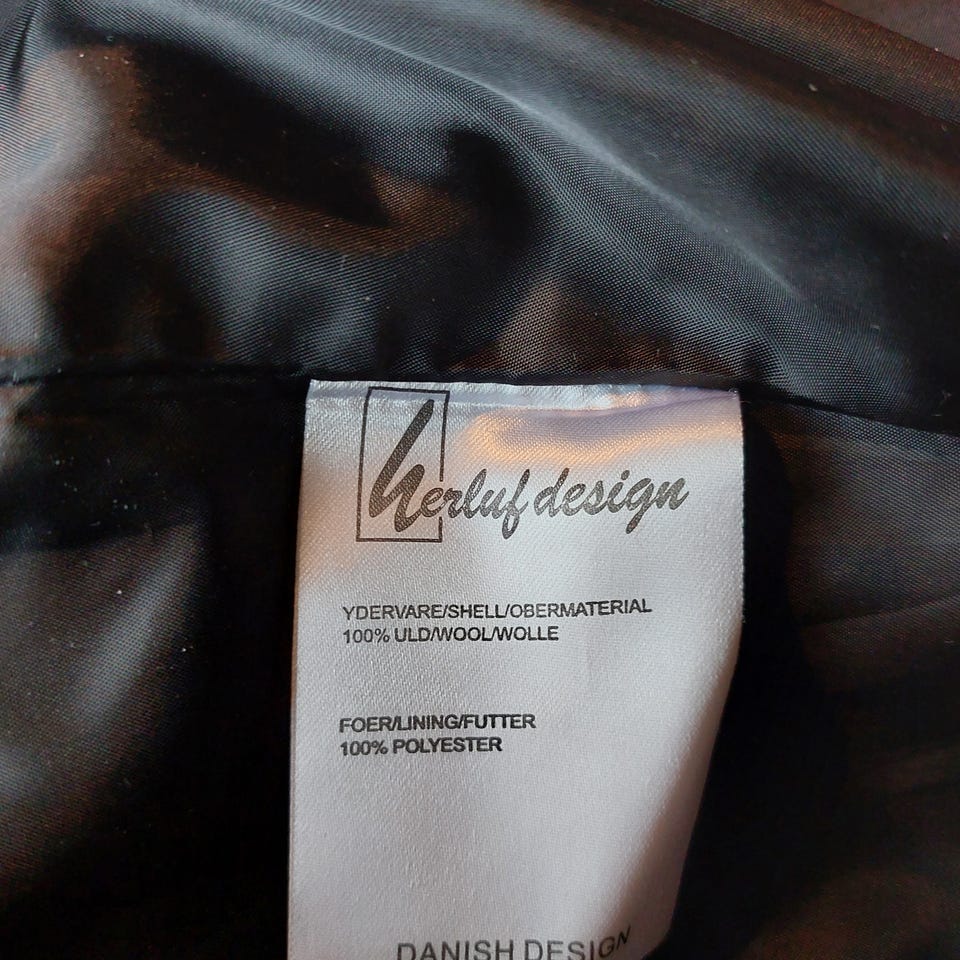 herluf design
YDERVARE/SHELL/OBERMATERIAL
100% ULD/WOOL/WOLLE
FOER/LINING/FUTTER
100% POLYESTER
DANISH DESIGN